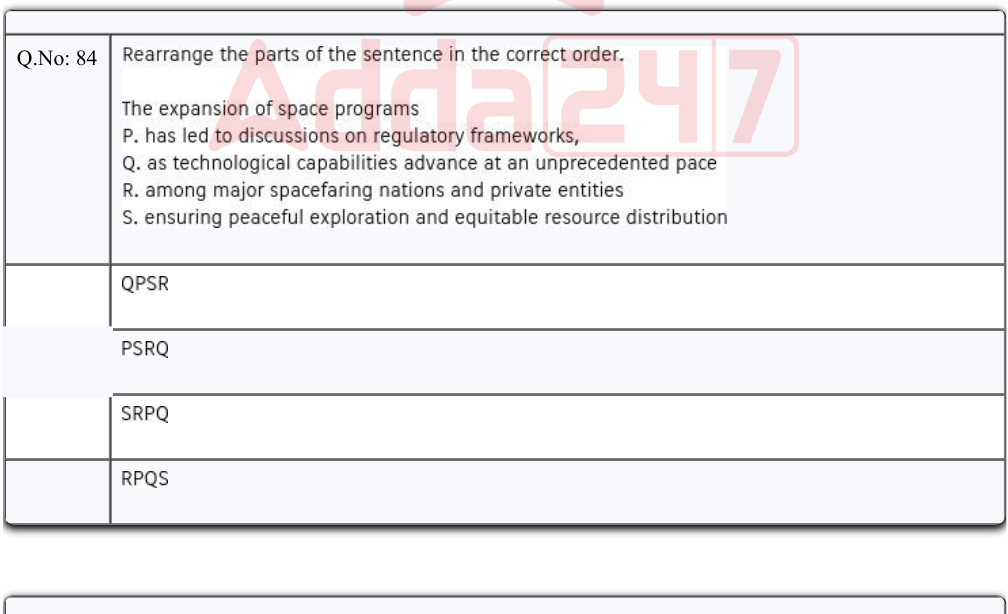 Adda247
Q.No: 84
Rearrange the parts of the sentence in the correct order.
The expansion of space programs
P. has led to discussions on regulatory frameworks,
Q. as technological capabilities advance at an unprecedented pace
R. among major spacefaring nations and private entities
S. ensuring peaceful exploration and equitable resource distribution
QPSR
PSRQ
SRPQ
RPQS